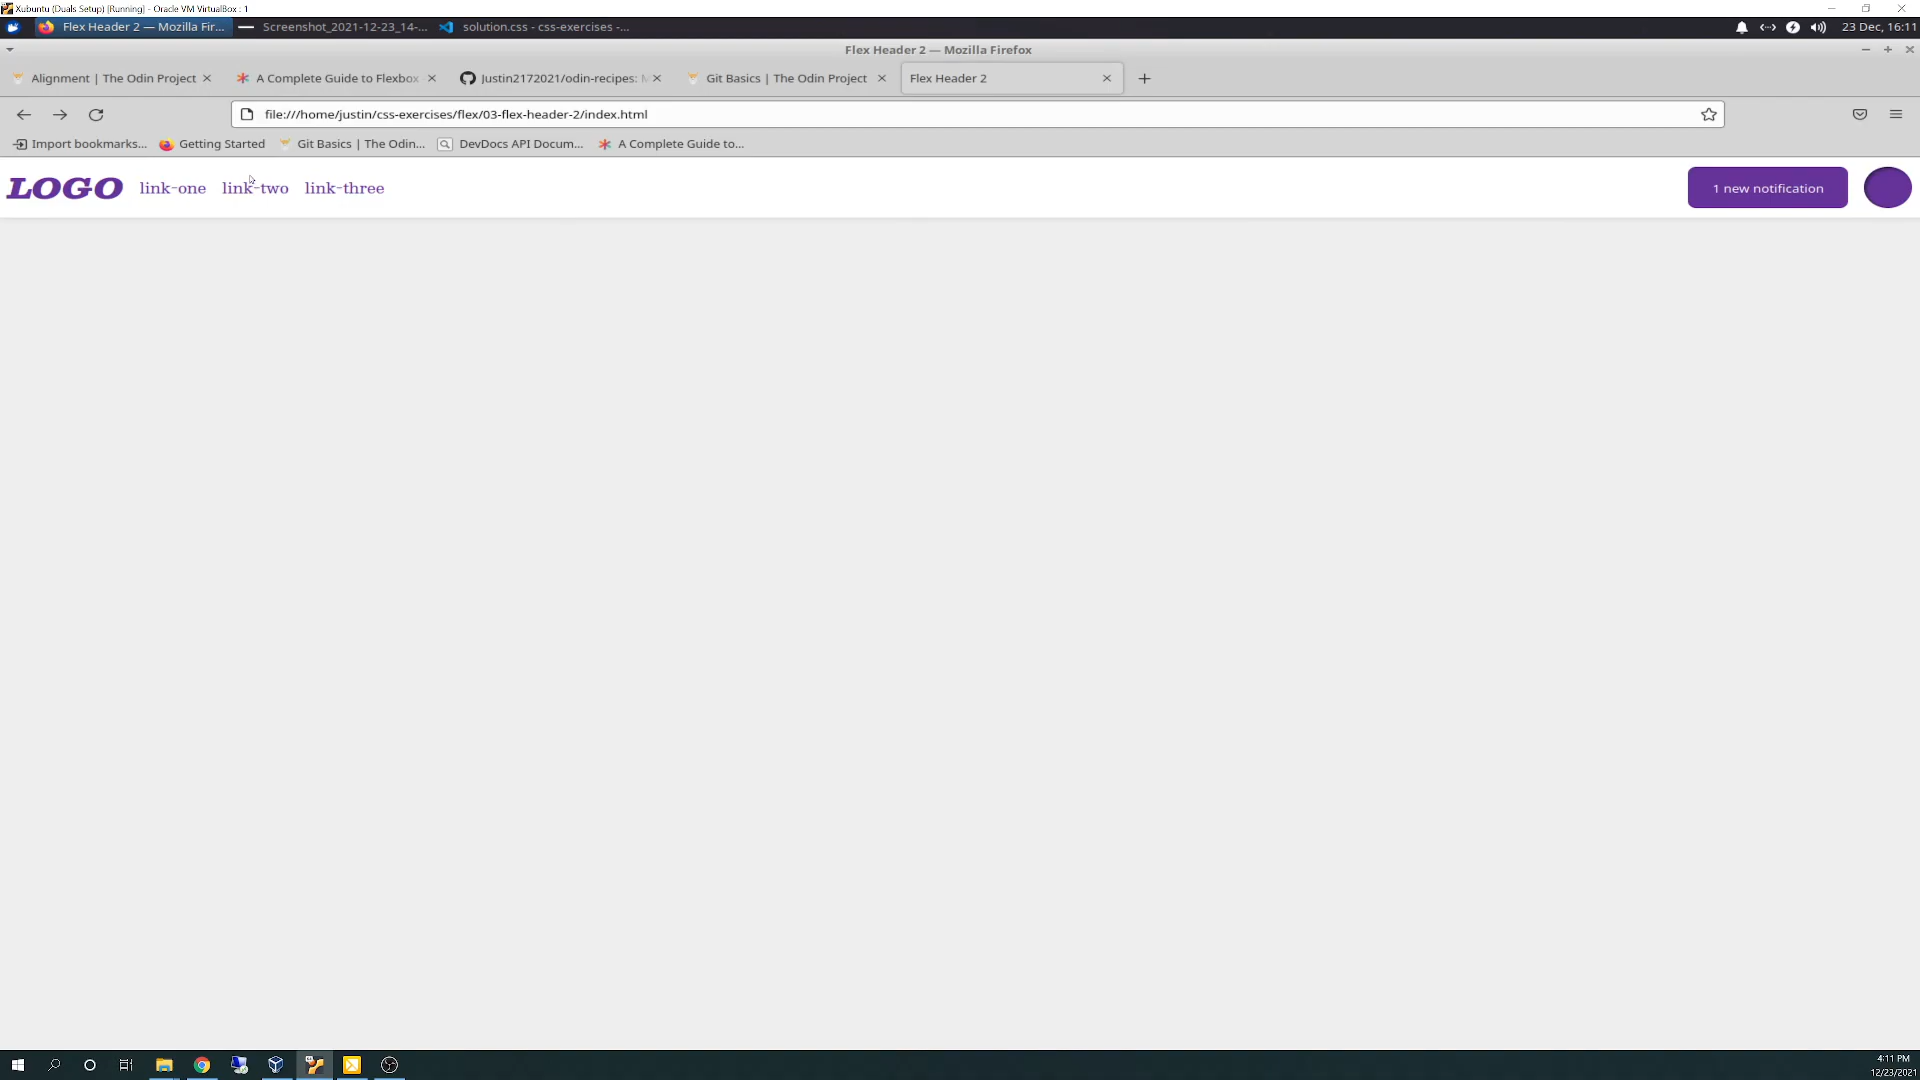 Xubuntu (Duals Setup) [Running] - Oracle VM VirtualBox : 1
Flex Header 2 — Mozilla Fir...
Screenshot_2021-12-23_14-...
solution.css - css-exercises -...
23 Dec, 16:11
Flex Header 2 — Mozilla Firefox
Alignment | The Odin Project
A Complete Guide to Flexbox
Justin2172021/odin-recipes: M
Git Basics | The Odin Project
Flex Header 2
file:///home/justin/css-exercises/flex/03-flex-header-2/index.html
Import bookmarks...
Getting Started
Git Basics | The Odin...
DevDocs API Docum...
A Complete Guide to...
LOGO
link-one
link-two
link-three
1 new notification
4:11 PM
12/23/2021